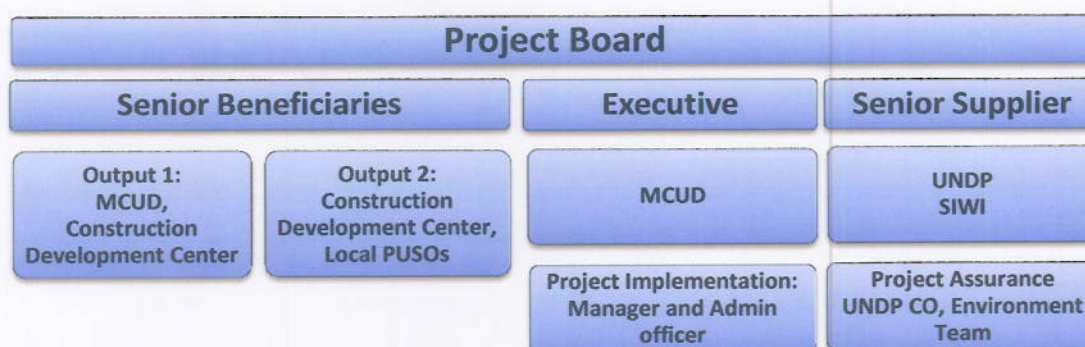 Project Board
Senior Beneficiaries
Executive
Senior Supplier
Output 1:
MCUD,
Construction
Development Center
Output 2:
Construction
Development Center,
Local PUSOs
MCUD
UNDP
SIWI
Project Implementation:
Manager and Admin
officer
Project Assurance
UNDP CO, Environment
Team